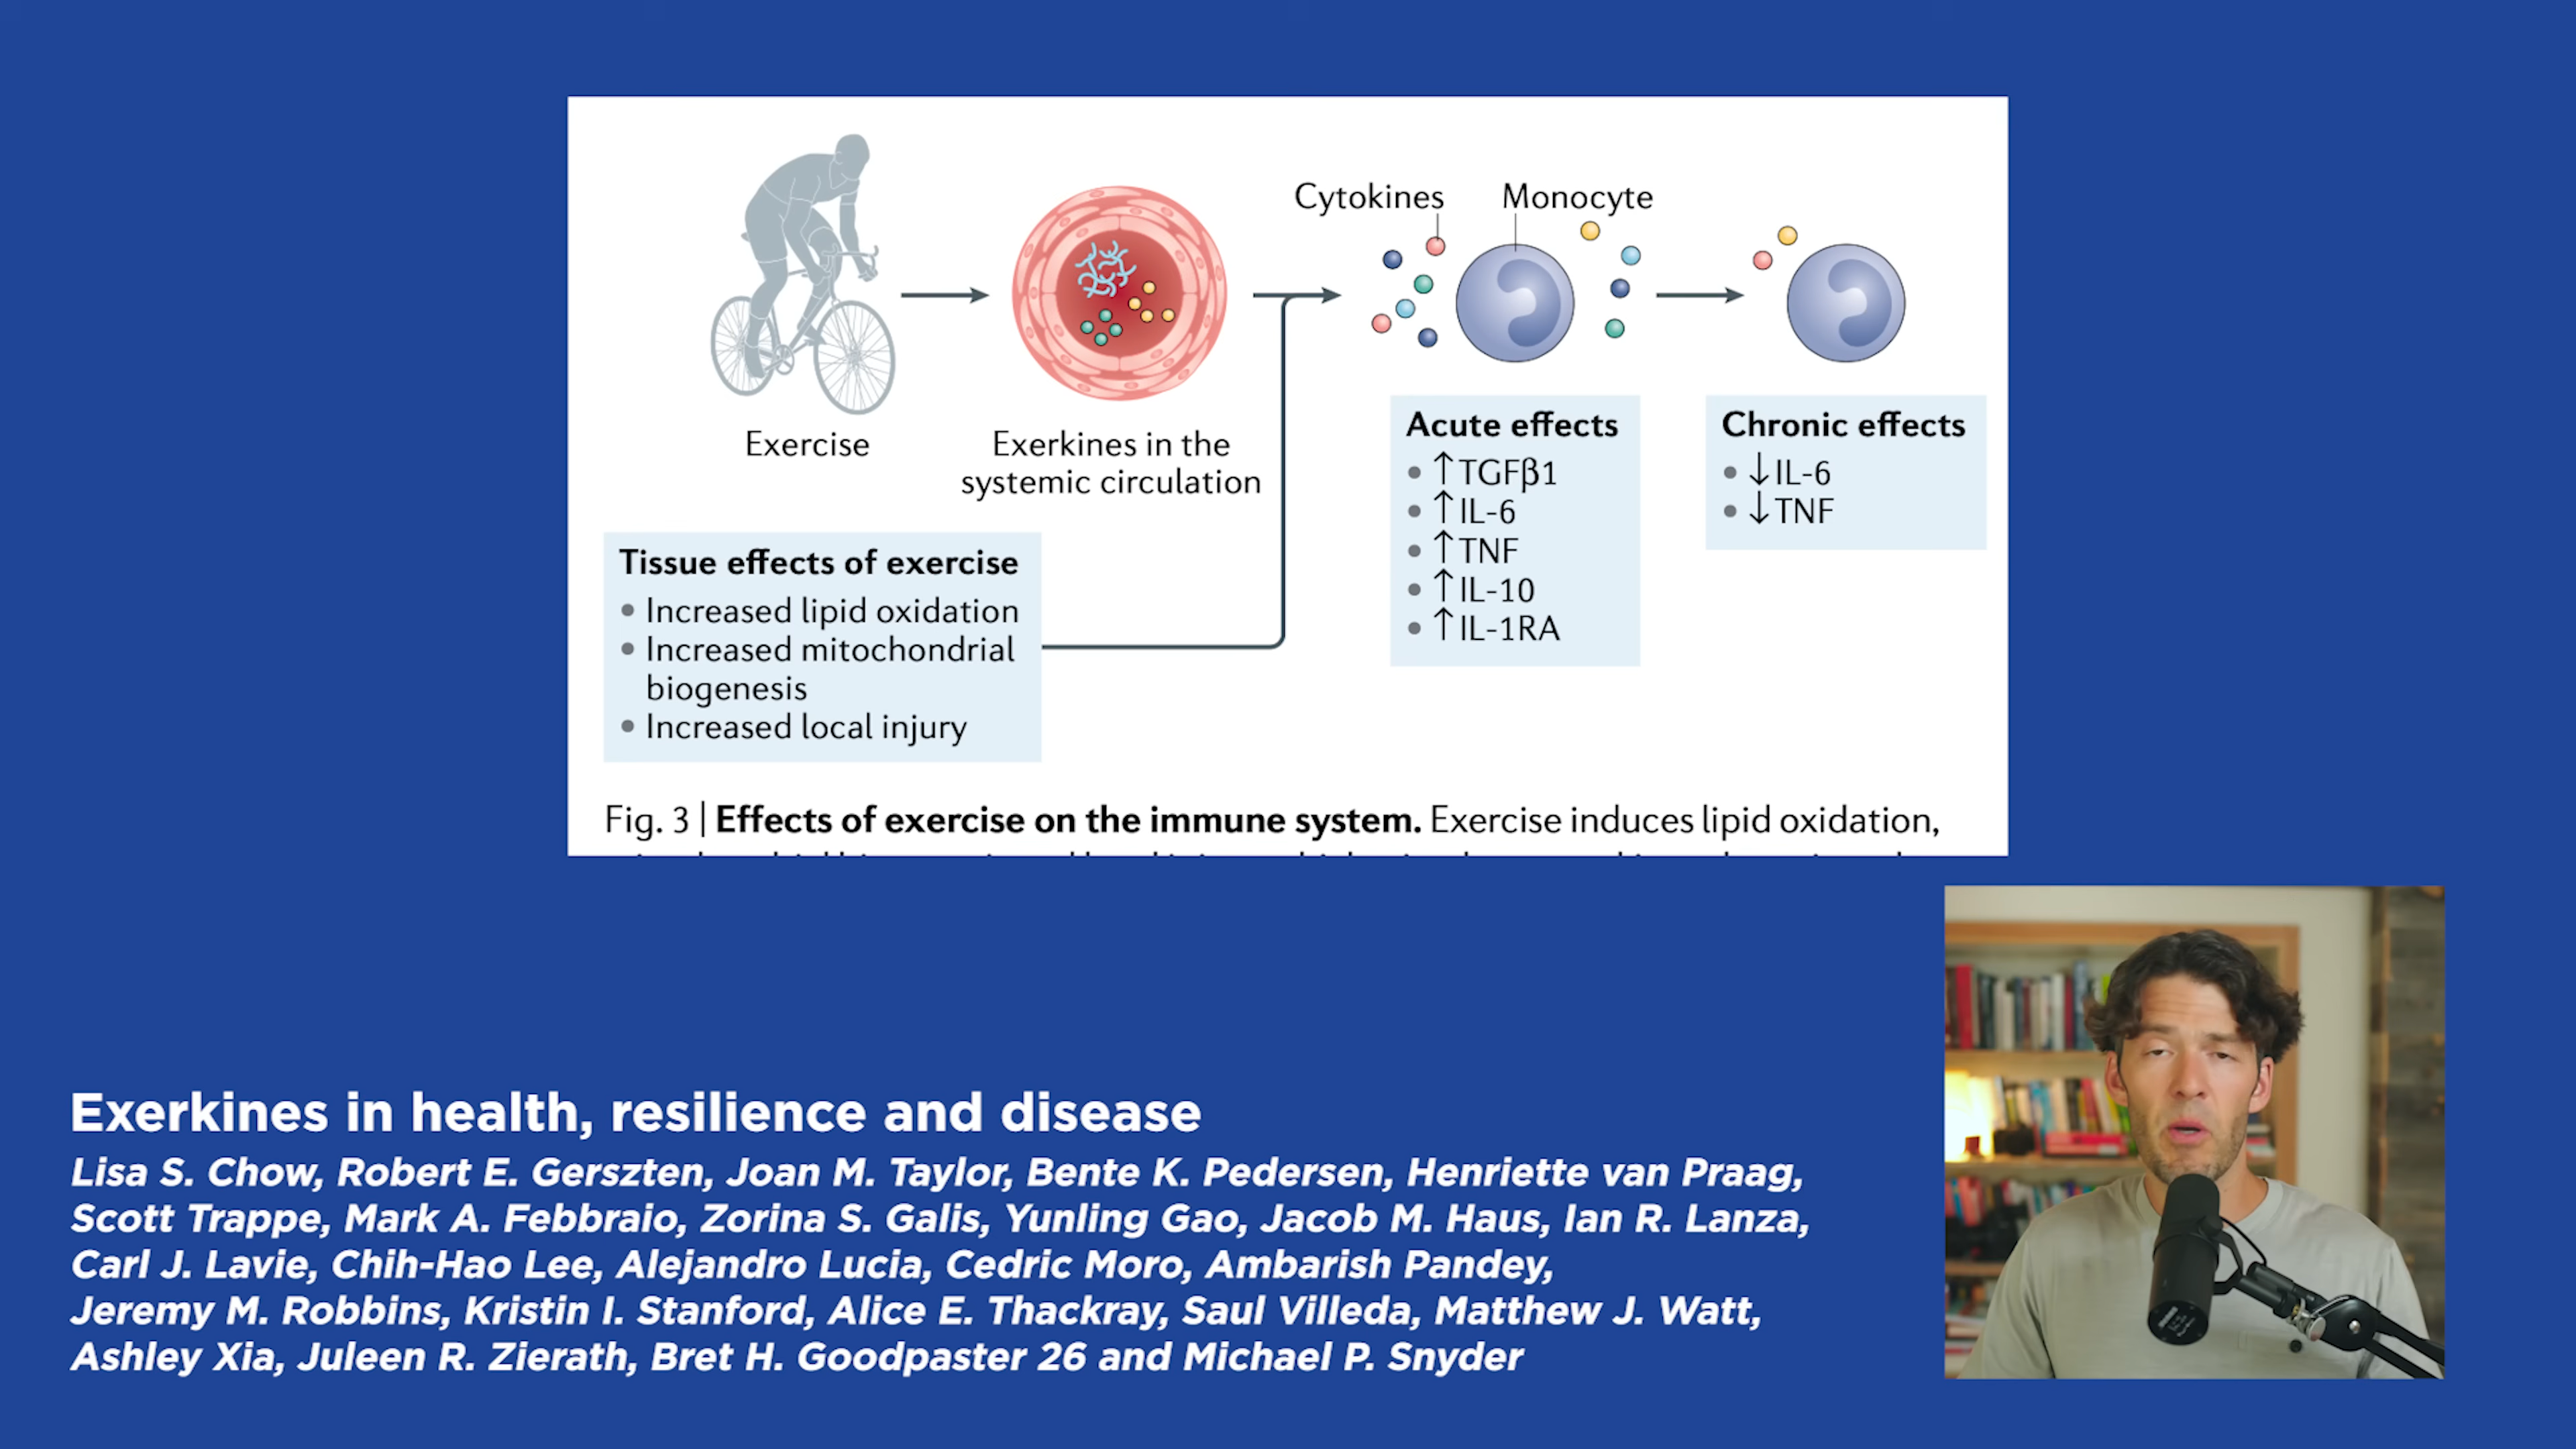 Cytokines
Monocyte
Exercise
Exerkines in the
systemic circulation
Tissue effects of exercise
• Increased lipid oxidation
• Increased mitochondrial
biogenesis
• Increased local injury
Acute effects
• ↑TGFβ1
• ↑IL-6
• ↑TNF
• ↑IL-10
• ↑IL-1RA
Chronic effects
• ↓IL-6
• ↓TNF
Fig. 3 | Effects of exercise on the immune system. Exercise induces lipid oxidation,
Exerkines in health, resilience and disease
Lisa S. Chow, Robert E. Gerszten, Joan M. Taylor, Bente K. Pedersen, Henriette van Praag,
Scott Trappe, Mark A. Febbraio, Zorina S. Galis, Yunling Gao, Jacob M. Haus, Ian R. Lanza,
Carl J. Lavie, Chih-Hao Lee, Alejandro Lucia, Cedric Moro, Ambarish Pandey,
Jeremy M. Robbins, Kristin I. Stanford, Alice E. Thackray, Saul Villeda, Matthew J. Watt,
Ashley Xia, Juleen R. Zierath, Bret H. Goodpaster 26 and Michael P. Snyder